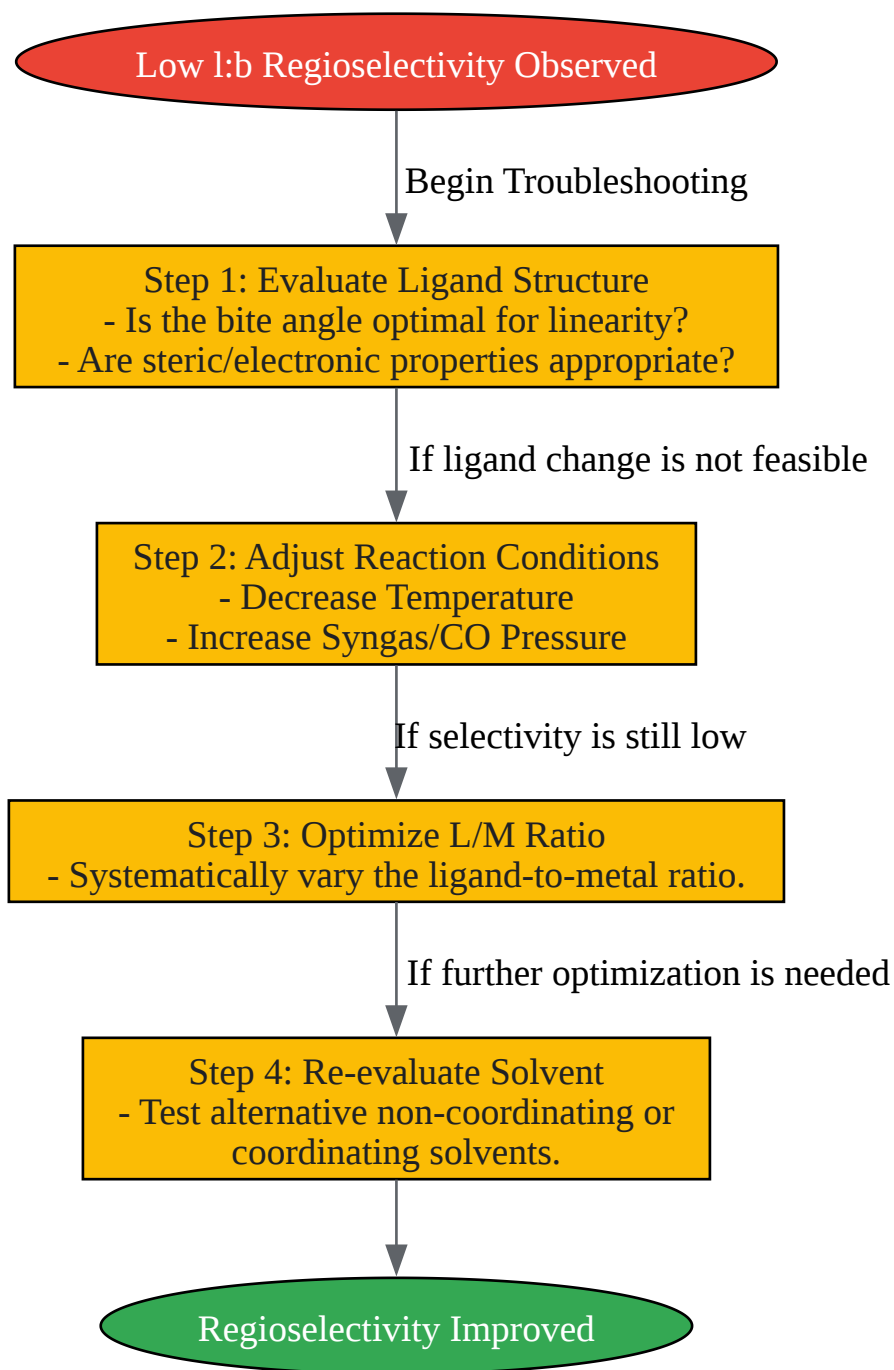 Low l:b Regioselectivity Observed
Begin Troubleshooting
Step 1: Evaluate Ligand Structure
- Is the bite angle optimal for linearity?
- Are steric/electronic properties appropriate?
If ligand change is not feasible
Step 2: Adjust Reaction Conditions
- Decrease Temperature
- Increase Syngas/CO Pressure
If selectivity is still low
Step 3: Optimize L/M Ratio
- Systematically vary the ligand-to-metal ratio.
If further optimization is needed
Step 4: Re-evaluate Solvent
- Test alternative non-coordinating or
coordinating solvents.
Regioselectivity Improved